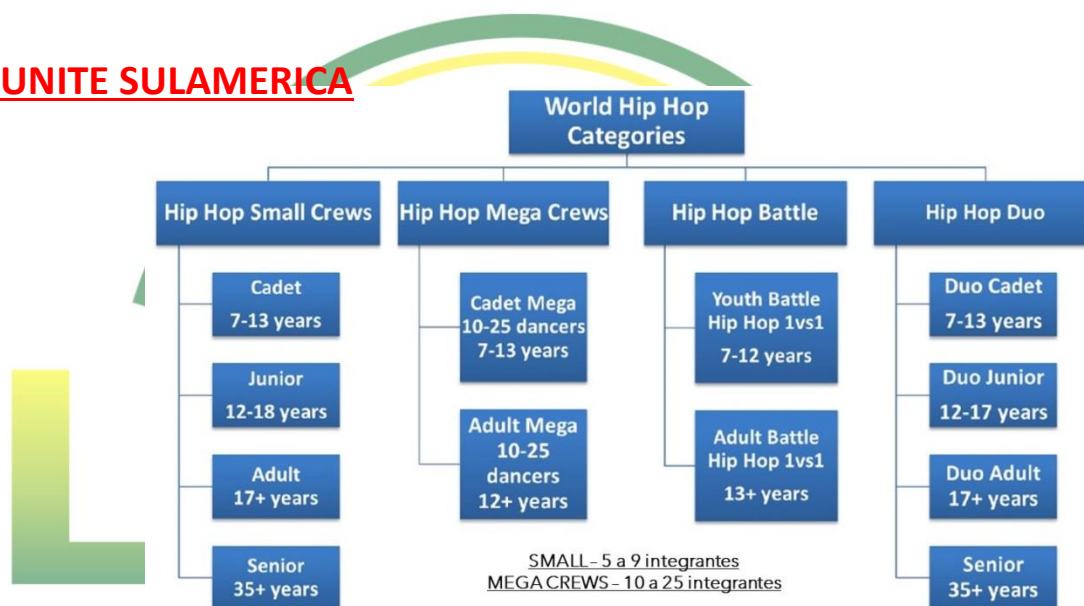 UNITE SULAMERICA
World Hip Hop
Categories
Hip Hop Small Crews
Cadet
7-13 years
Junior
12-18 years
Adult
17+ years
Senior
35+ years
Hip Hop Mega Crews
Cadet Mega
10-25 dancers
7-13 years
Adult Mega
10-25
dancers
12+ years
Hip Hop Battle
Youth Battle
Hip Hop 1vs1
7-12 years
Adult Battle
Hip Hop 1vs1
13+ years
Hip Hop Duo
Duo Cadet
7-13 years
Duo Junior
12-17 years
Duo Adult
17+ years
Senior
35+ years
SMALL – 5 a 9 integrantes
MEGA CREWS – 10 a 25 integrantes